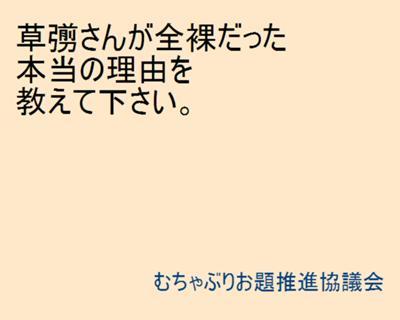 草彅さんが全裸だった
本当の理由を
教えて下さい。
むちゃぶりお題推進協議会